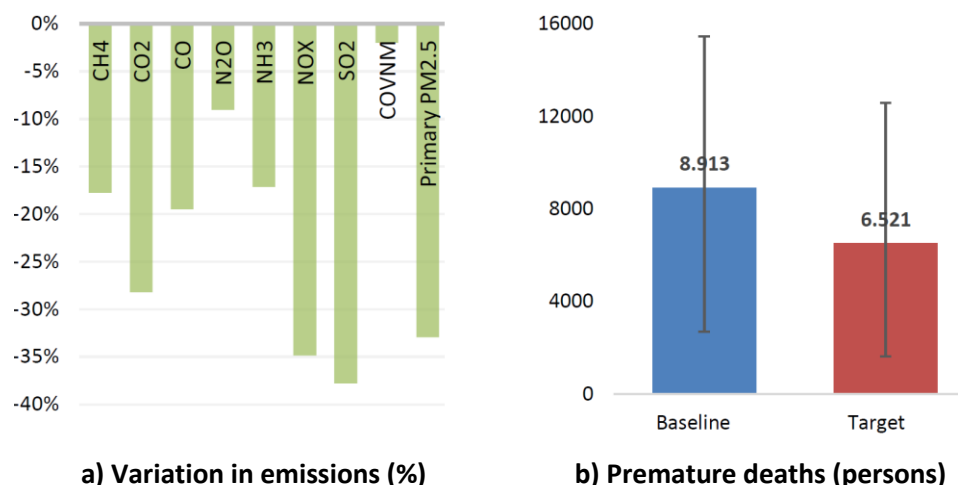 0%
-5%
-10%
-15%
-20%
-25%
-30%
-35%
-40%
CH4
CO2
CO
N2O
NH3
NOX
SO2
COVNM
Primary PM2.5
a) Variation in emissions (%)
16000
12000
8000
4000
0
8.913
6.521
Baseline
Target
b) Premature deaths (persons)